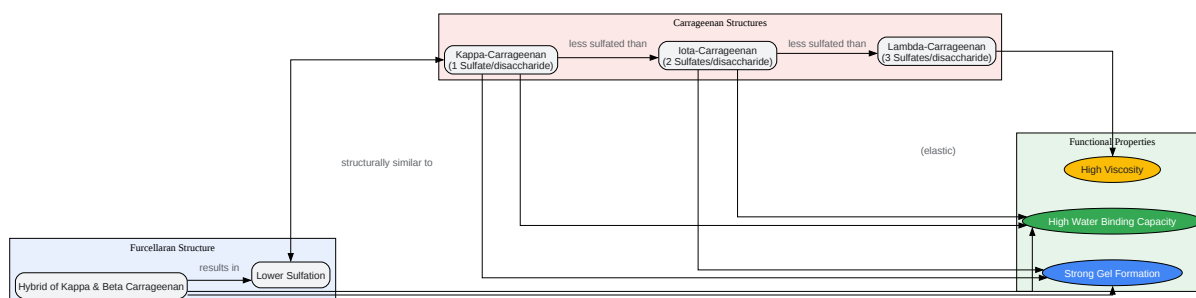 Carrageenan Structures
Kappa-Carrageenan
(1 Sulfate/disaccharide)
less sulfated than
Iota-Carrageenan
(2 Sulfates/disaccharide)
less sulfated than
Lambda-Carrageenan
(3 Sulfates/disaccharide)
structurally similar to
(elastic)
Functional Properties
High Viscosity
High Water Binding Capacity
Strong Gel Formation
Furcellaran Structure
Hybrid of Kappa & Beta Carrageenan
results in
Lower Sulfation